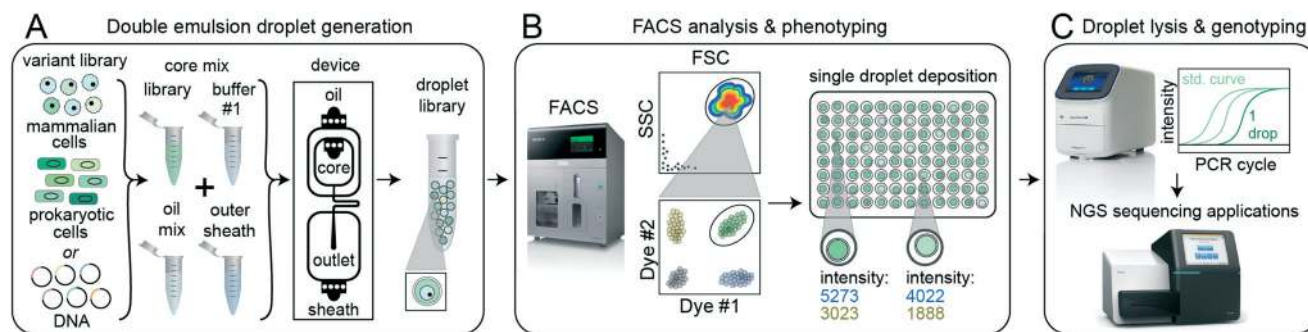 A Double emulsion droplet generation
variant library
mammalian
cells
prokaryotic
cells
or
DNA
core mix
library
buffer
#1
oil
mix
outer
sheath
device
oil
core
outlet
sheath
droplet
library
B FACS analysis & phenotyping
FACS
FSC
SSC
Dye #2
Dye #1
single droplet deposition
intensity:
5273
3023
intensity:
4022
1888
C Droplet lysis & genotyping
intensity
std. curve
1
drop
PCR cycle
NGS sequencing applications